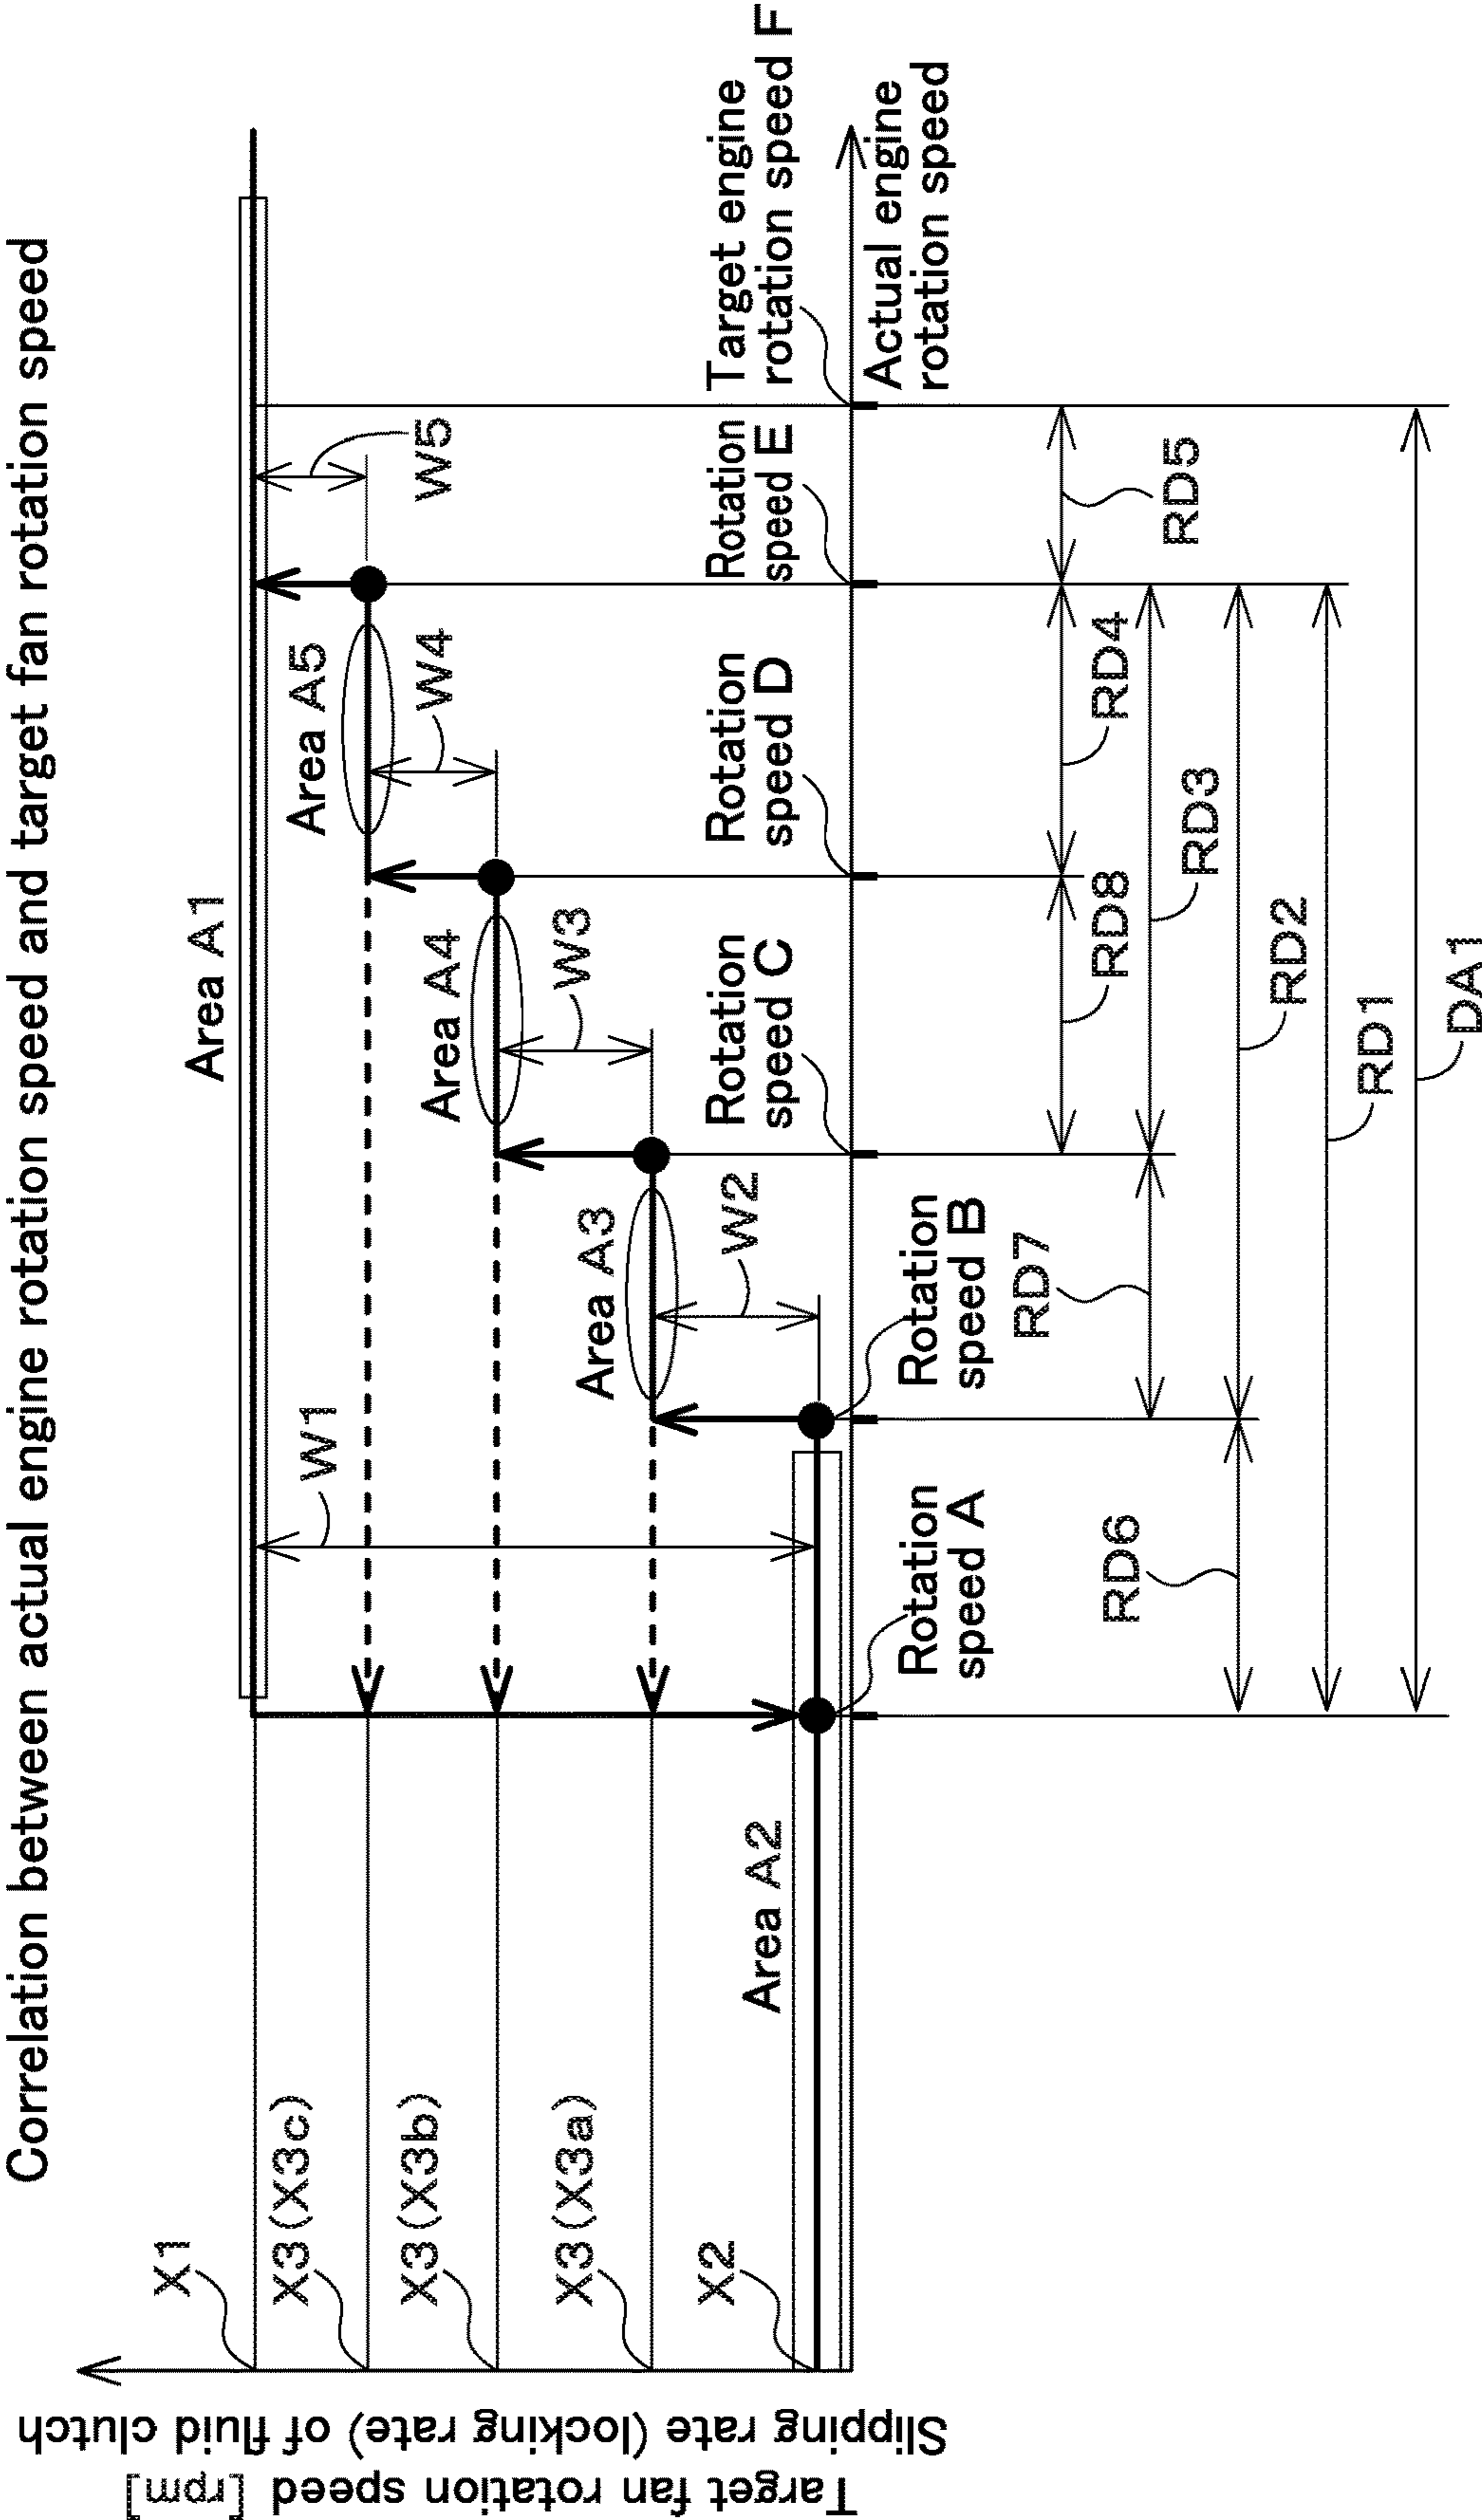 Correlation between actual engine rotation speed and target fan rotation speed
Target fan rotation speed [rpm]
Slipping rate (locking rate) of fluid clutch
X1
X3(X3c)
X3(X3b)
X3(X3a)
X2
Area A1
W1
Area A5
W5
W4
Area A4
W3
Area A3
W2
Area A2
Rotation
speed A
Rotation
speed B
Rotation
speed C
Rotation
speed D
Rotation
speed E
Target engine
rotation speed F
Actual engine
rotation speed
RD7
RD6
RD8
RD4
RD5
RD3
RD2
RD1
DA1